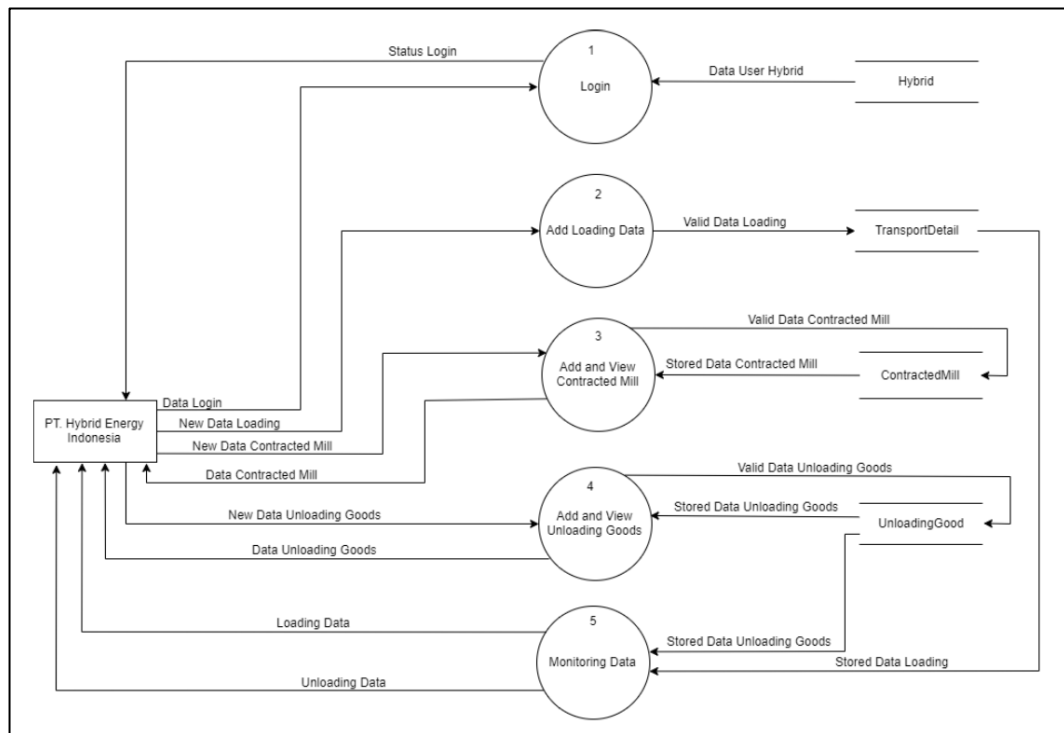 Status Login
1
Login
Data User Hybrid
Hybrid
2
Add Loading Data
Valid Data Loading
TransportDetail
Valid Data Contracted Mill
3
Add and View
Contracted Mill
Stored Data Contracted Mill
ContractedMill
PT. Hybrid Energy
Indonesia
Data Login
New Data Loading
New Data Contracted Mill
Data Contracted Mill
Valid Data Unloading Goods
4
Add and View
Unloading Goods
Stored Data Unloading Goods
UnloadingGood
New Data Unloading Goods
Data Unloading Goods
Loading Data
5
Monitoring Data
Stored Data Unloading Goods
Stored Data Loading
Unloading Data